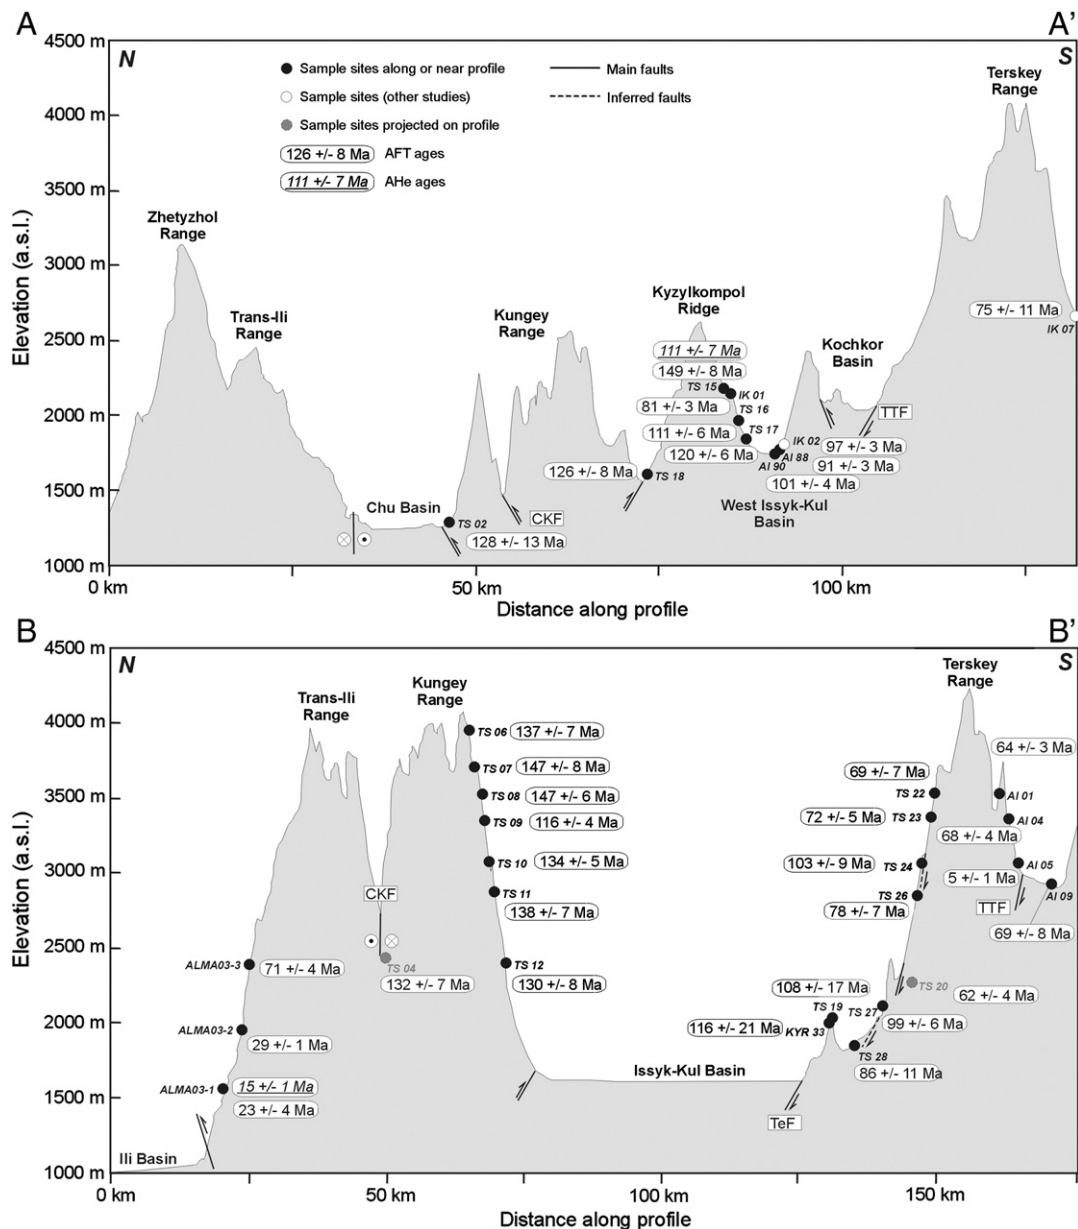 A
A'
4500 m
N
S
Sample sites along or near profile
Main faults
Sample sites (other studies)
Inferred faults
Sample sites projected on profile
126 +/- 8 Ma
AFT ages
111 +/- 7 Ma
AHe ages
Terskey
Range
4000 m
3500 m
Zhetyzhol
Range
3000 m
Elevation (a.s.l.)
Trans-Ili
Range
Kungey
Range
Kyzylkompol
Ridge
Kochkor
Basin
75 +/- 11 Ma
IK 07
2500 m
111 +/- 7 Ma
149 +/- 8 Ma
TS 15
IK 01
81 +/- 3 Ma
TS 16
111 +/- 6 Ma
TS 17
120 +/- 6 Ma
IK 02
AI 88
AI 90
TTF
97 +/- 3 Ma
91 +/- 3 Ma
101 +/- 4 Ma
2000 m
126 +/- 8 Ma
TS 18
West Issyk-Kul
Basin
1500 m
Chu Basin
TS 02
CKF
128 +/- 13 Ma
1000 m
0 km
50 km
100 km
Distance along profile
B
B'
4500 m
N
S
Trans-Ili
Range
Kungey
Range
Terskey
Range
4000 m
TS 06
137 +/- 7 Ma
64 +/- 3 Ma
TS 07
147 +/- 8 Ma
69 +/- 7 Ma
3500 m
TS 08
147 +/- 6 Ma
TS 22
AI 01
TS 09
116 +/- 4 Ma
72 +/- 5 Ma
TS 23
AI 04
68 +/- 4 Ma
3000 m
TS 10
134 +/- 5 Ma
103 +/- 9 Ma
TS 24
AI 05
5 +/- 1 Ma
CKF
TS 11
138 +/- 7 Ma
TS 26
78 +/- 7 Ma
TTF
AI 09
69 +/- 8 Ma
Elevation (a.s.l.)
2500 m
ALMA03-3
71 +/- 4 Ma
TS 04
132 +/- 7 Ma
TS 12
130 +/- 8 Ma
108 +/- 17 Ma
TS 20
62 +/- 4 Ma
2000 m
ALMA03-2
29 +/- 1 Ma
116 +/- 21 Ma
KYR 33
TS 19
TS 27
99 +/- 6 Ma
TS 28
86 +/- 11 Ma
1500 m
ALMA03-1
15 +/- 1 Ma
23 +/- 4 Ma
Issyk-Kul Basin
TeF
Ili Basin
1000 m
0 km
50 km
100 km
150 km
Distance along profile